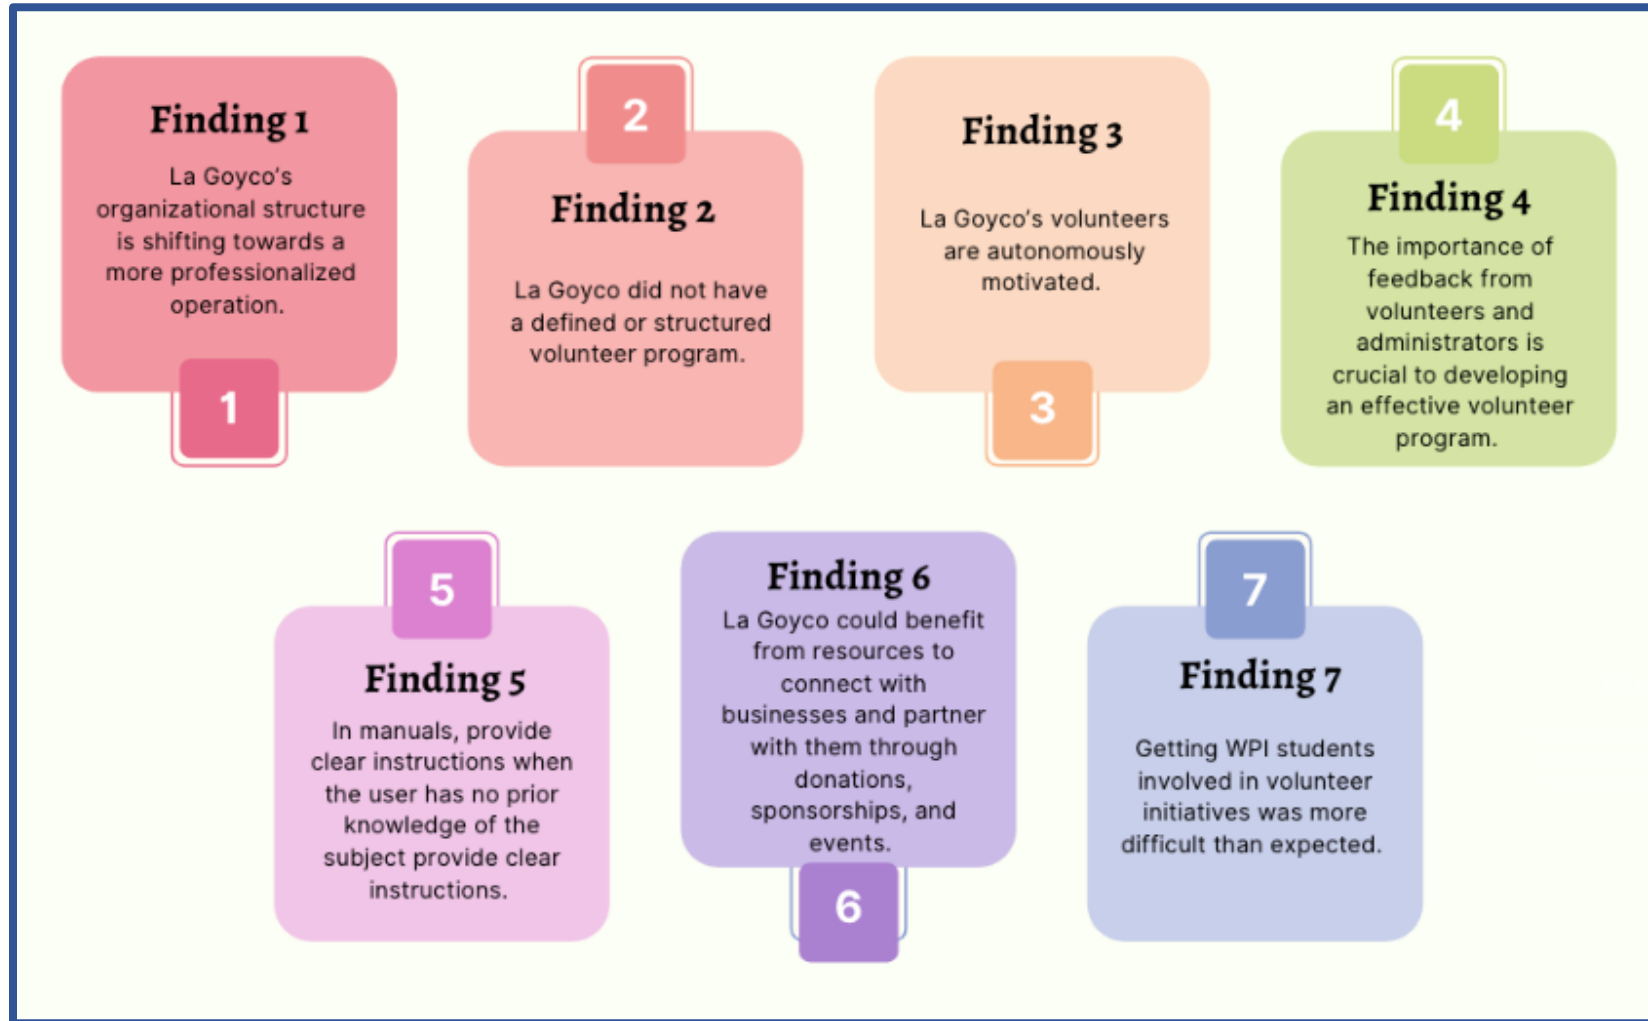 Finding 1
La Goyco's
organizational structure
is shifting towards a
more professionalized
operation.
1
2
Finding 2
La Goyco did not have
a defined or structured
volunteer program.
Finding 3
La Goyco's volunteers
are autonomously
motivated.
3
4
Finding 4
The importance of
feedback from
volunteers and
administrators is
crucial to developing
an effective volunteer
program.
5
Finding 5
In manuals, provide
clear instructions when
the user has no prior
knowledge of the
subject provide clear
instructions.
Finding 6
La Goyco could benefit
from resources to
connect with
businesses and partner
with them through
donations,
sponsorships, and
events.
6
7
Finding 7
Getting WPI students
involved in volunteer
initiatives was more
difficult than expected.